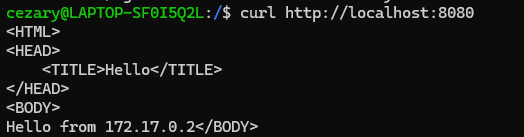 cezary@LAPTOP-SF0I5Q2L:/$ curl http://localhost:8080
<HTML>
<HEAD>
    <TITLE>Hello</TITLE>
</HEAD>
<BODY>
Hello from 172.17.0.2</BODY>